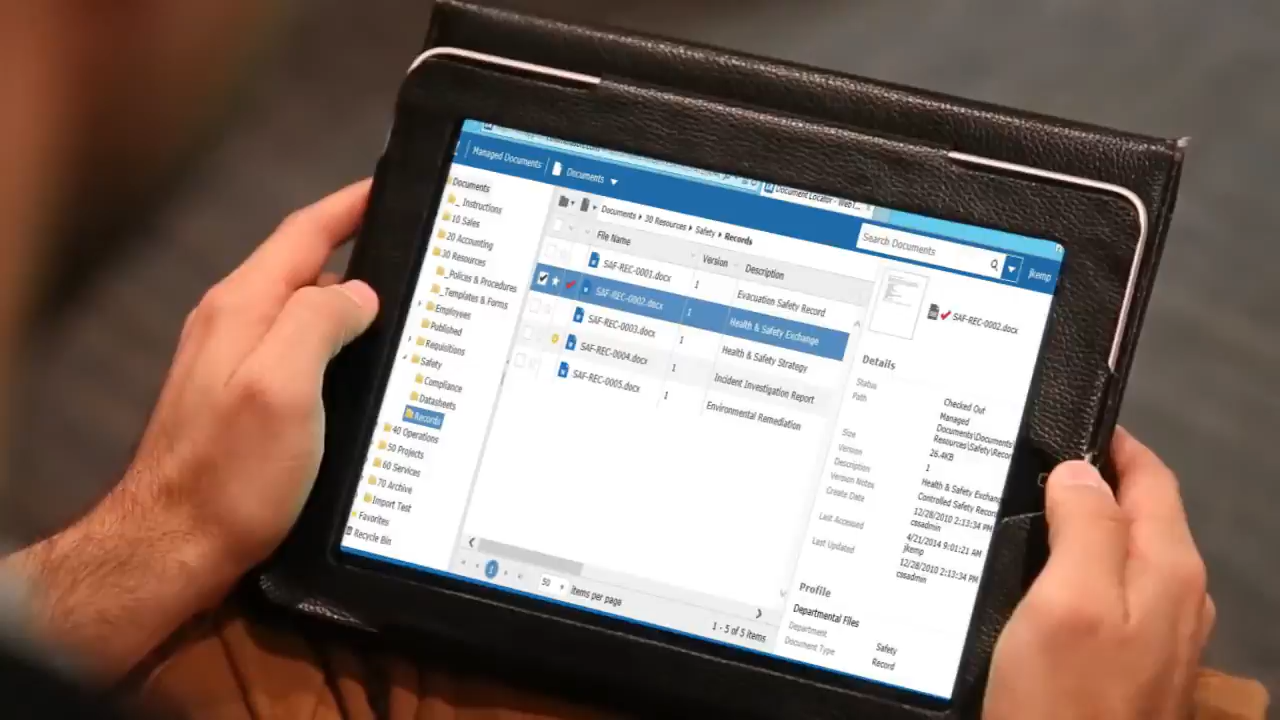 Document Locator - WebT...
Managed Documents
Documents
Search Documents
jkemp
Documents
_ Instructions
10 Sales
20 Accounting
30 Resources
_Polices & Procedures
_Templates & Forms
Employees
Published
Requisitions
Safety
Compliance
Datasheets
Records
40 Operations
50 Projects
60 Services
70 Archive
Import Test
Favorites
Recycle Bin
Documents 30 Resources Safety Records
File Name Version Description
SAF-REC-0001.docx 1 Evacuation Safety Record
SAF-REC-0002.docx 1 Health & Safety Exchange
SAF-REC-0003.docx 1 Health & Safety Strategy
SAF-REC-0004.docx 1 Incident Investigation Report
SAF-REC-0005.docx 1 Environmental Remediation
1 50 items per page
1 - 5 of 5 items
SAF-REC-0002.docx
Details
Status Checked Out
Path Managed
Documents\Documents\
Resources\Safety\Recor
Size 26.4KB
Version 1
Description Health & Safety Exchang
Version Notes Controlled Safety Recor
Create Date 12/28/2010 2:13:34 PM
cssadmin
Last Accessed 4/21/2014 9:01:21 AM
jkemp
Last Updated 12/28/2010 2:13:34 PM
cssadmin
Profile
Departmental Files
Department Safety
Document Type Record